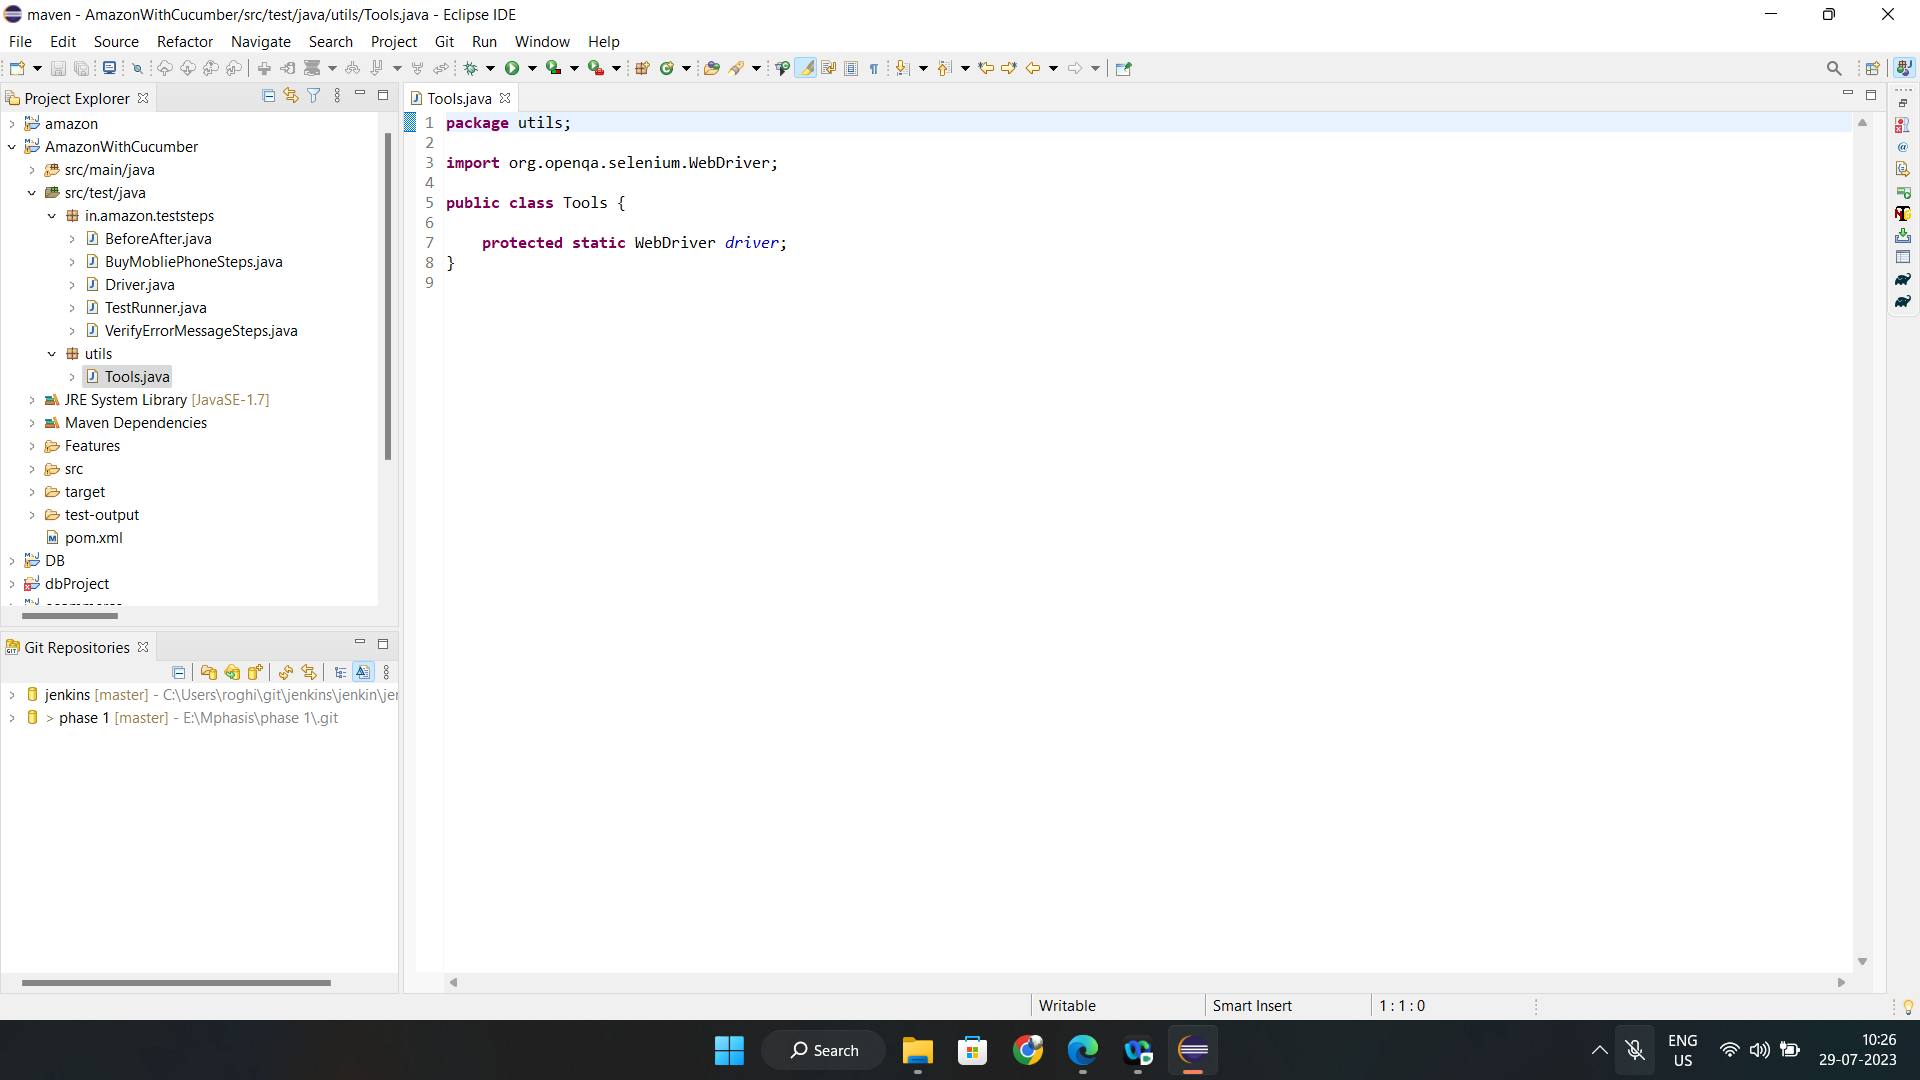 maven - AmazonWithCucumber/src/test/java/utils/Tools.java - Eclipse IDE
File Edit Source Refactor Navigate Search Project Git Run Window Help
Project Explorer
amazon
AmazonWithCucumber
src/main/java
src/test/java
in.amazon.teststeps
BeforeAfter.java
BuyMobliePhoneSteps.java
Driver.java
TestRunner.java
VerifyErrorMessageSteps.java
utils
Tools.java
JRE System Library [JavaSE-1.7]
Maven Dependencies
Features
src
target
test-output
pom.xml
DB
dbProject
Git Repositories
jenkins [master] - C:\Users\roghi\git\jenkins\jenkin\jer
> phase 1 [master] - E:\Mphasis\phase 1\.git
Tools.java
1 package utils;
2
3 import org.openqa.selenium.WebDriver;
4
5 public class Tools {
6
7 protected static WebDriver driver;
8 }
9
Writable Smart Insert 1 : 1 : 0
Search
ENG
US
10:26
29-07-2023